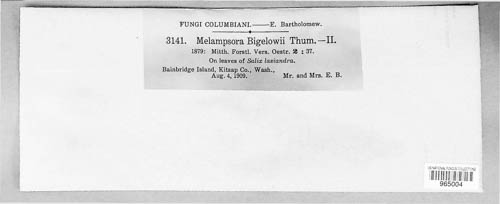 FUNGI COLUMBIANI.—E. Bartholomew.
3141. Melampsora Bigelowii Thum.—II.
1879: Mitth. Forstl. Vers. Oestr. 2 : 37.
On leaves of Salix lasiandra.
Bainbridge Island, Kitsap Co., Wash.,
Aug. 4, 1909. Mr. and Mrs. E. B.
965004